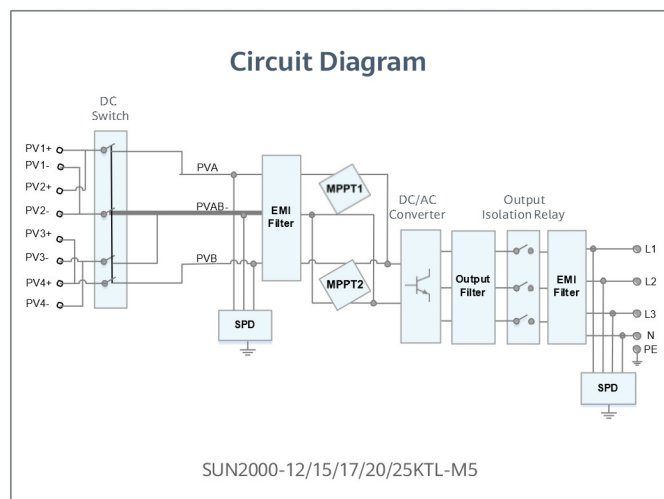 Circuit Diagram
DC
Switch
PV1+
PV1-
PV2+
PV2-
PV3+
PV3-
PV4+
PV4-
PVA
PVAB-
PVB
EMI
Filter
SPD
MPPT1
MPPT2
DC/AC
Converter
Output
Filter
Output
Isolation Relay
EMI
Filter
L1
L2
L3
N
PE
SPD
SUN2000-12/15/17/20/25KTL-M5